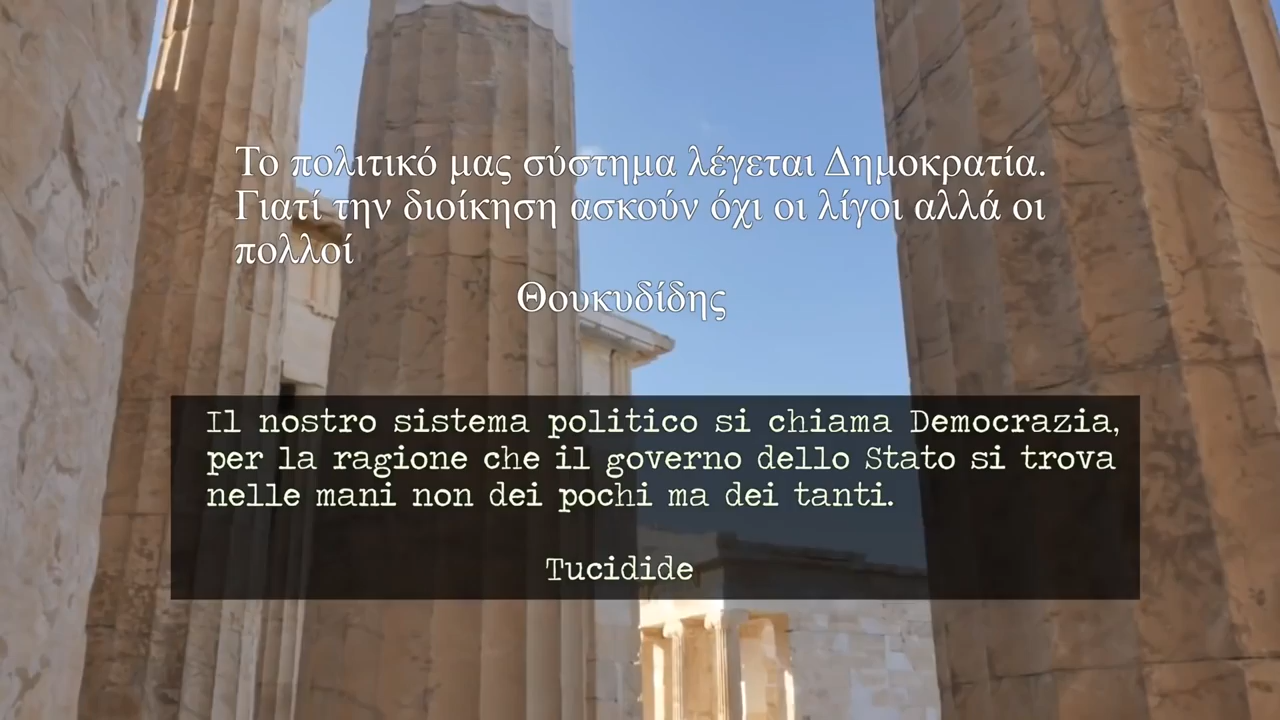 Το πολιτικό μας σύστημα λέγεται Δημοκρατία.
Γιατί την διοίκηση ασκούν όχι οι λίγοι αλλά οι
πολλοί
Θουκυδίδης
Il nostro sistema politico si chiama Democrazia,
per la ragione che il governo dello Stato si trova
nelle mani non dei pochi ma dei tanti.
Tucidide